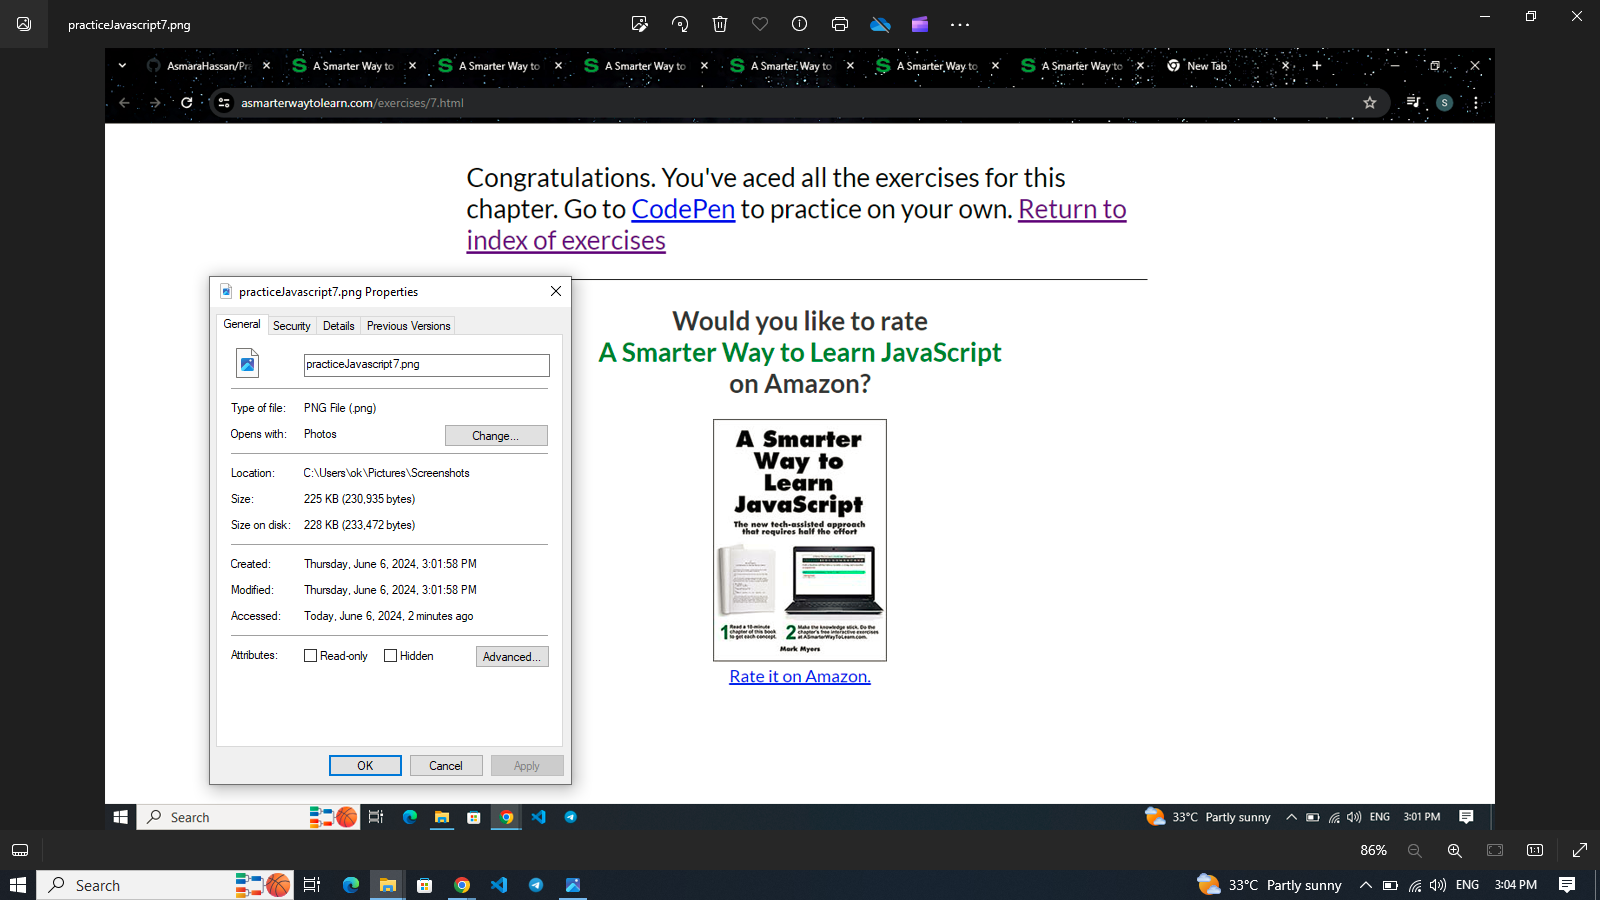 practiceJavascript7.png
AsmaraHassan/Pra
A Smarter Way to
A Smarter Way to
A Smarter Way to
A Smarter Way to
A Smarter Way to
A Smarter Way to
New Tab
asmarterwaytolearn.com/exercises/7.html
S
Congratulations. You've aced all the exercises for this
chapter. Go to CodePen to practice on your own. Return to
index of exercises
Would you like to rate
A Smarter Way to Learn JavaScript
on Amazon?
A Smarter
Way to
Learn
JavaScript
The new tech-assisted approach
that requires half the effort
1 Read a 10-minute
chapter of this book
to get each concept.
2 Make the knowledge stick. Do the
chapter's free interactive exercises
at ASmarterWayToLearn.com.
Mark Myers
Rate it on Amazon.
practiceJavascript7.png Properties
General
Security
Details
Previous Versions
practiceJavascript7.png
Type of file: PNG File (.png)
Opens with: Photos
Change...
Location: C:\Users\ok\Pictures\Screenshots
Size: 225 KB (230,935 bytes)
Size on disk: 228 KB (233,472 bytes)
Created: Thursday, June 6, 2024, 3:01:58 PM
Modified: Thursday, June 6, 2024, 3:01:58 PM
Accessed: Today, June 6, 2024, 2 minutes ago
Attributes: Read-only Hidden
Advanced...
OK
Cancel
Apply
Search
33°C Partly sunny
ENG
3:01 PM
86%
1:1
Search
33°C Partly sunny
ENG
3:04 PM